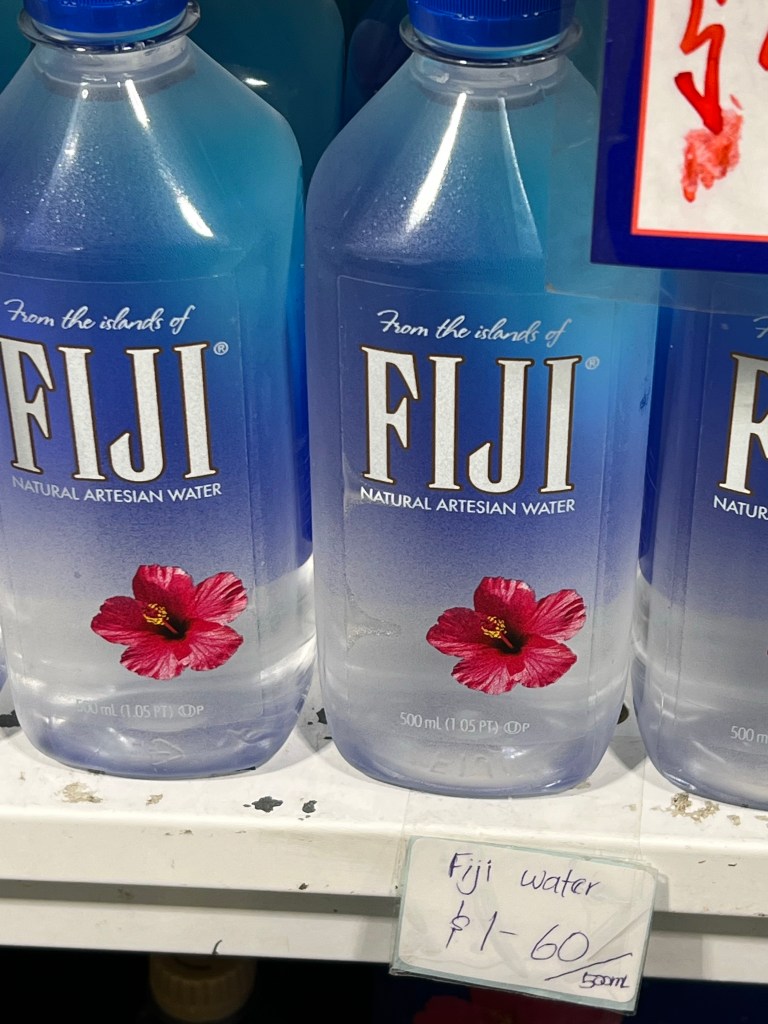 From the islands of
FIJI®
NATURAL ARTESIAN WATER
500 mL (1.05 PT)
From the islands of
FIJI®
NATURAL ARTESIAN WATER
500 mL (1.05 PT)
F
NATUR
500 m
Fiji water
$1-60/500mL